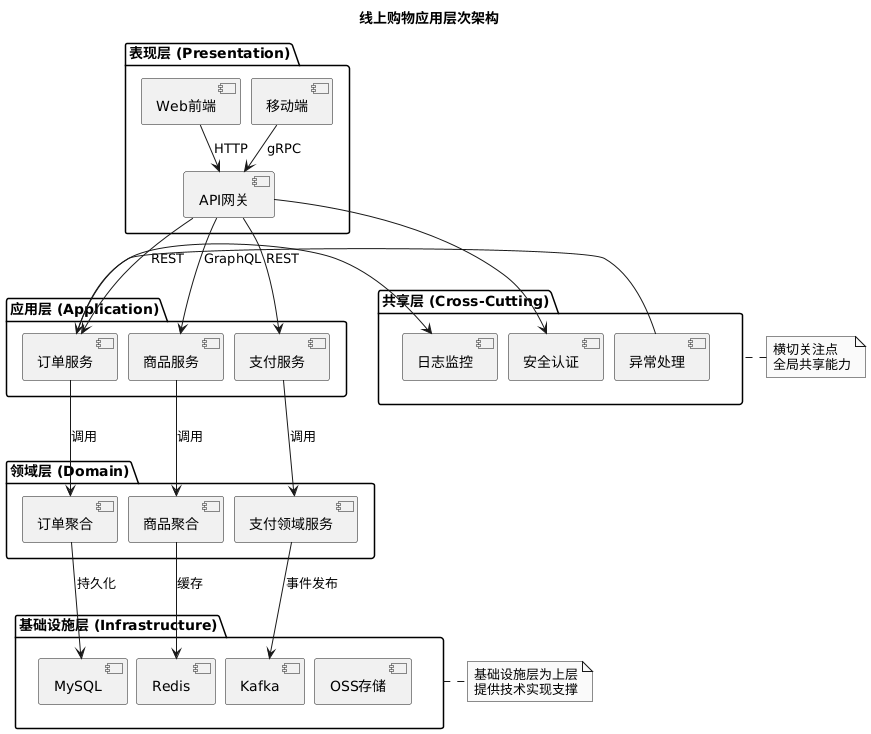 线上购物应用层次架构
表现层 (Presentation)
Web前端
移动端
HTTP
gRPC
API网关
REST
GraphQL
REST
应用层 (Application)
订单服务
商品服务
支付服务
共享层 (Cross-Cutting)
日志监控
安全认证
异常处理
横切关注点
全局共享能力
调用
调用
调用
领域层 (Domain)
订单聚合
商品聚合
支付领域服务
持久化
缓存
事件发布
基础设施层 (Infrastructure)
MySQL
Redis
Kafka
OSS存储
基础设施层为上层
提供技术实现支撑